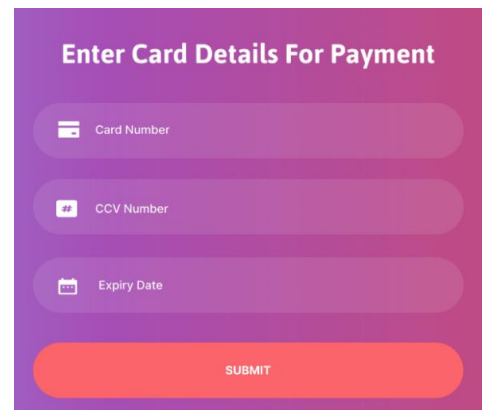 Enter Card Details For Payment
Card Number
# CCV Number
Expiry Date
SUBMIT